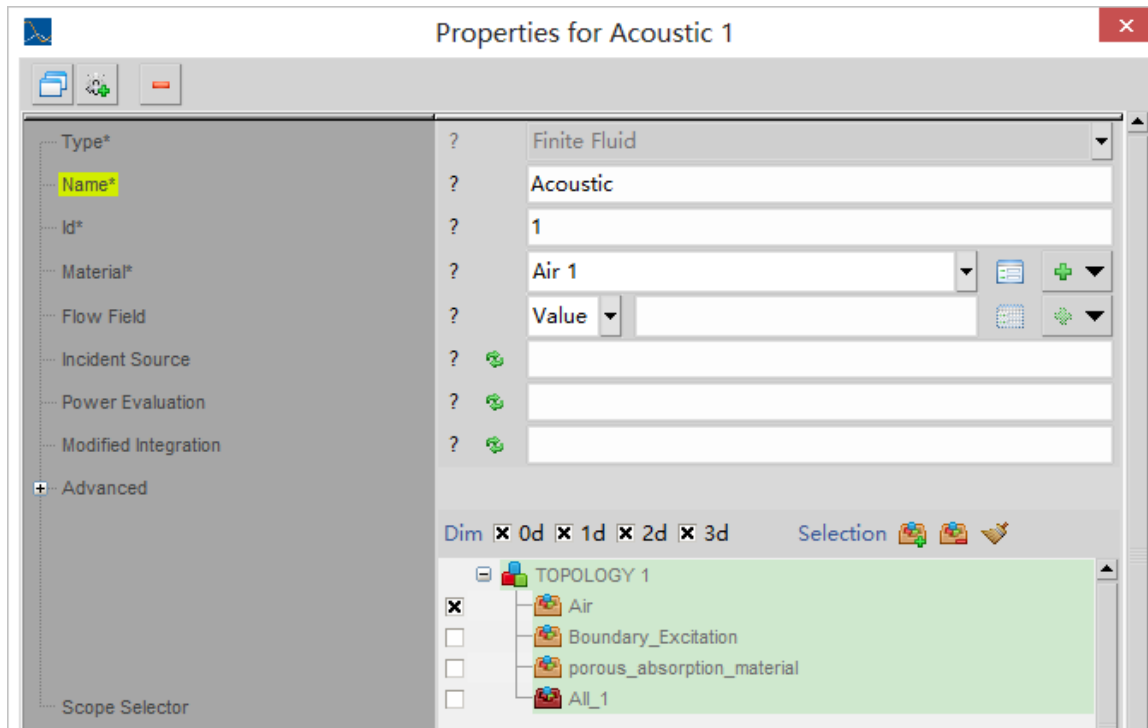 Properties for Acoustic 1
Type* ? Finite Fluid
Name* ? Acoustic
Id* ? 1
Material* ? Air 1
Flow Field ? Value
Incident Source ?
Power Evaluation ?
Modified Integration ?
Advanced
Dim 0d 1d 2d 3d Selection
TOPOLOGY 1
Air
Boundary_Excitation
porous_absorption_material
All_1
Scope Selector